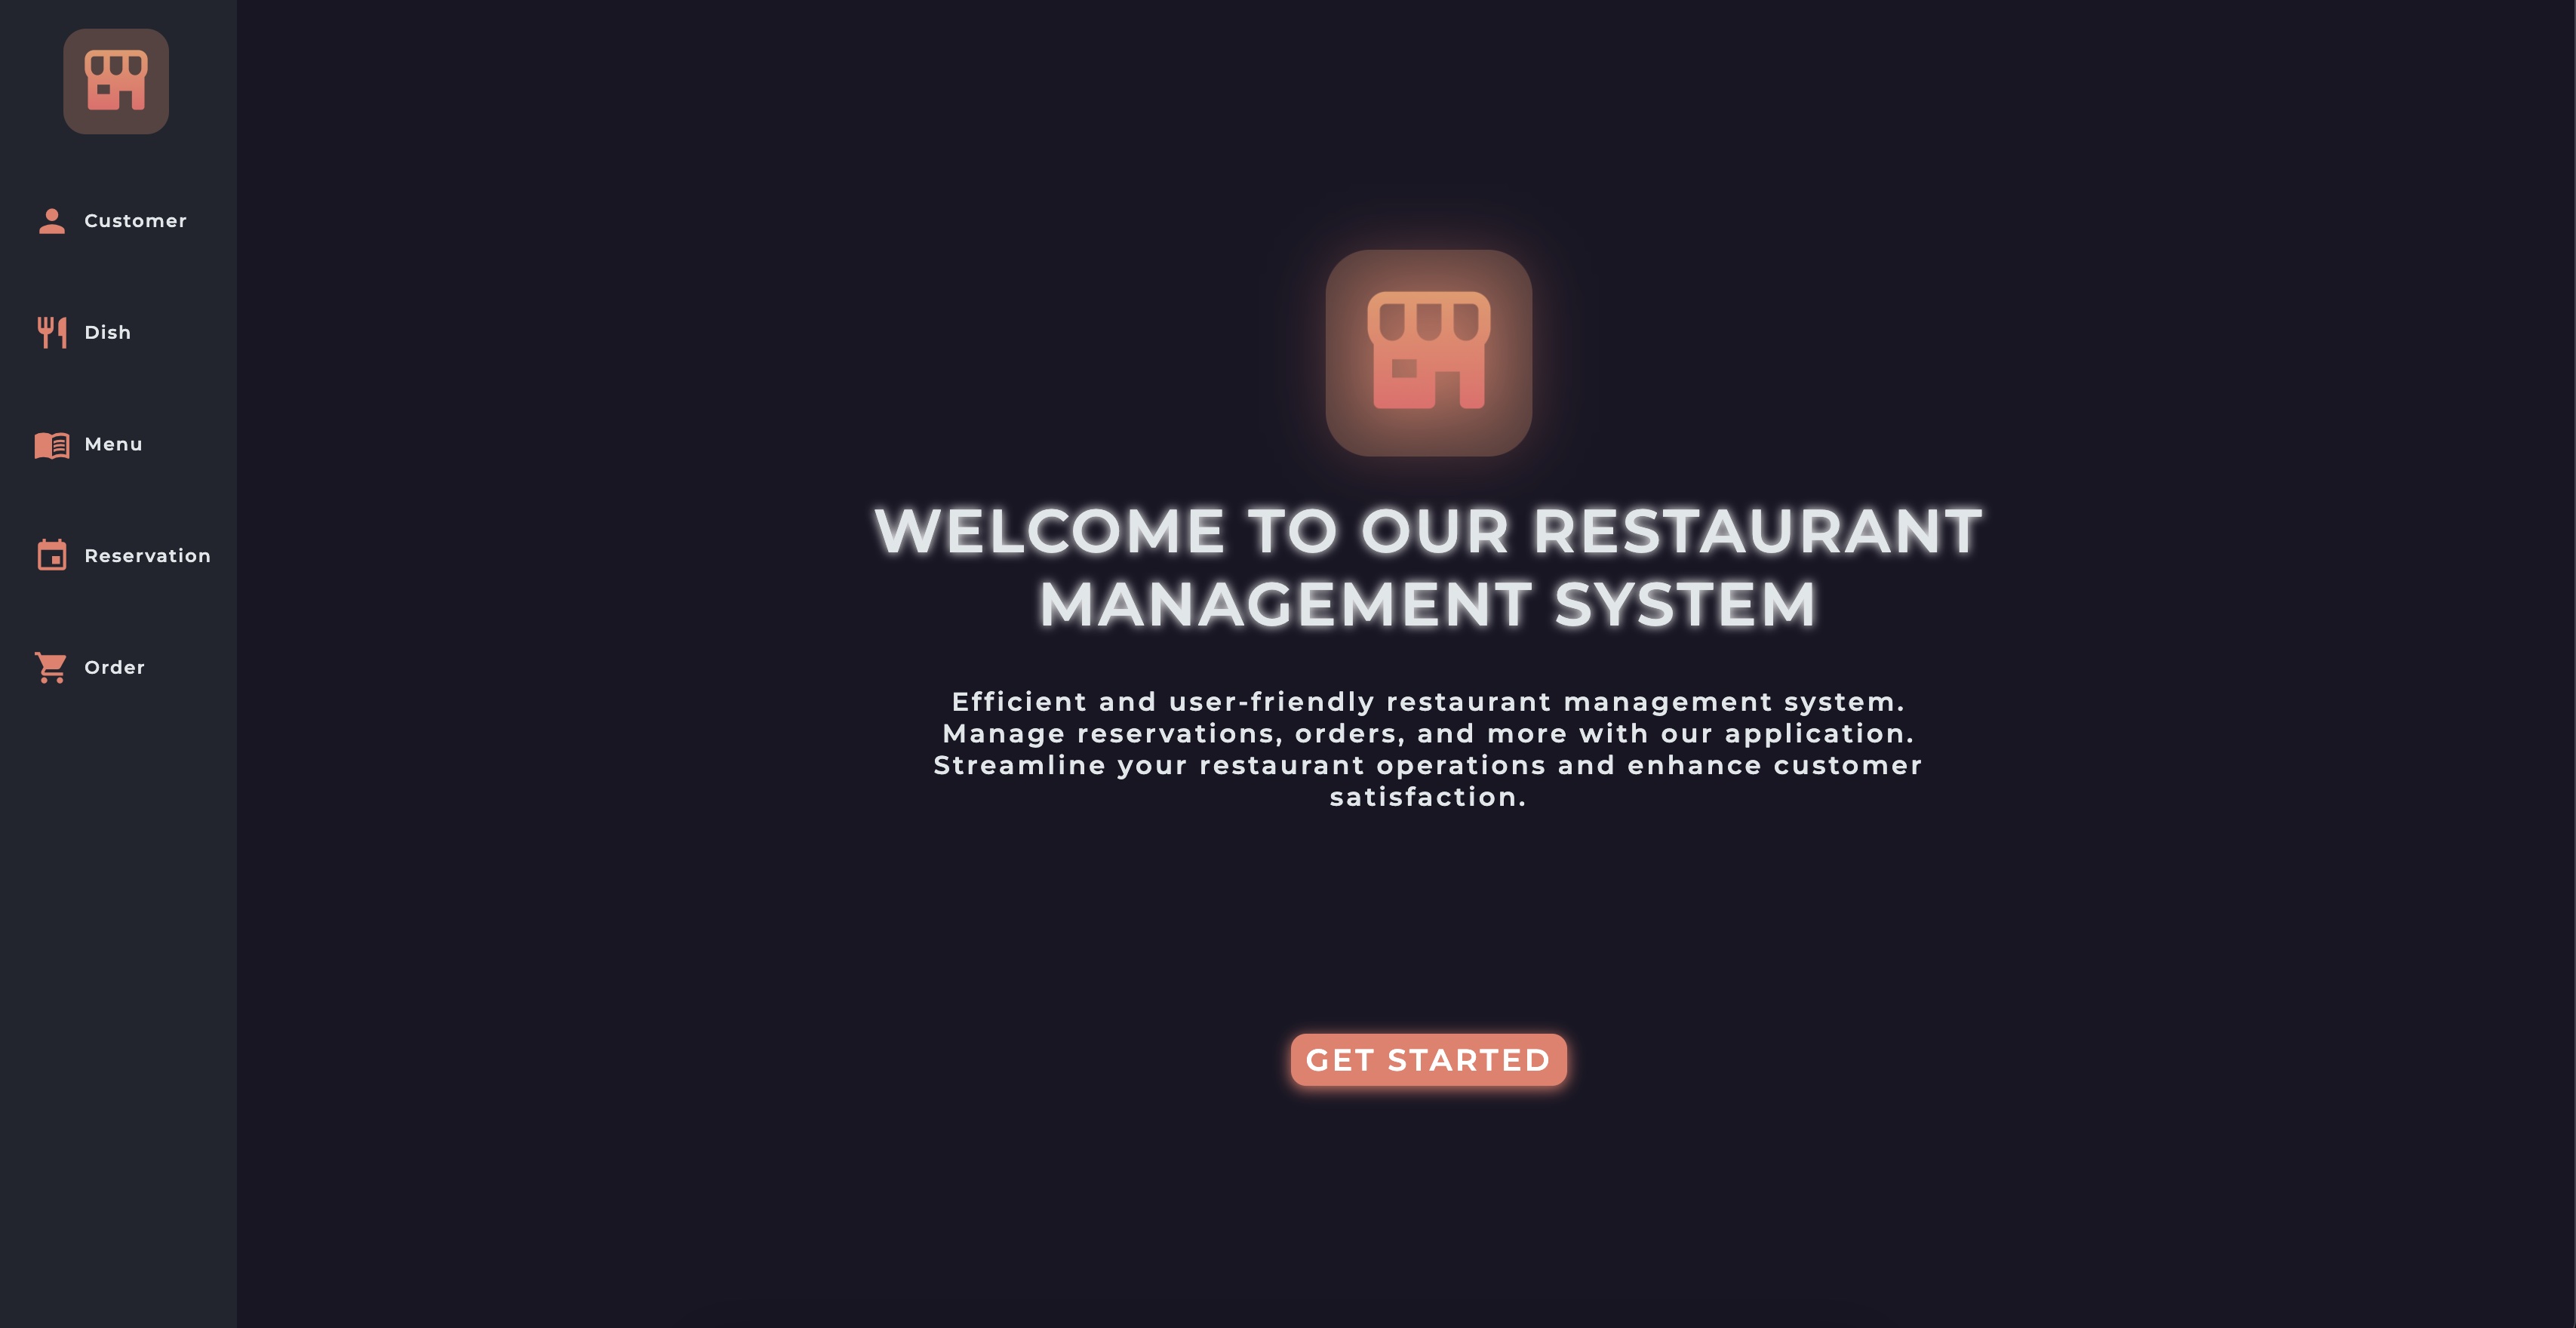 Customer
Dish
Menu
Reservation
Order
WELCOME TO OUR RESTAURANT
MANAGEMENT SYSTEM
Efficient and user-friendly restaurant management system.
Manage reservations, orders, and more with our application.
Streamline your restaurant operations and enhance customer
satisfaction.
GET STARTED